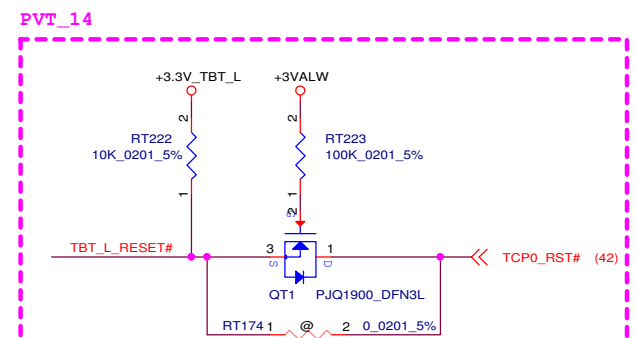 PVT_14
+3.3V_TBT_L +3VALW
2 2
RT222 RT223
10K_0201_5% 100K_0201_5%
1 1
2 G
TBT_L_RESET# 3 1 TCP0_RST# (42)
S D
QT1 PJQ1900_DFN3L
RT174 1 @ 2 0_0201_5%